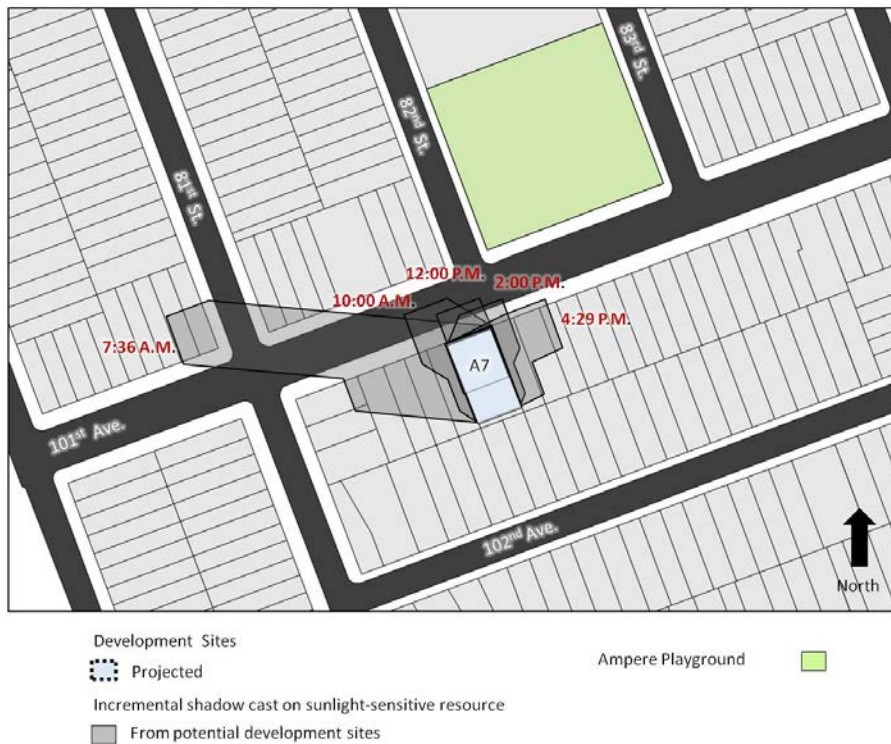 83rd St.
82nd St.
81st St.
12:00 P.M.
2:00 P.M.
10:00 A.M.
4:29 P.M.
7:36 A.M.
A7
101st Ave.
102nd Ave.
North
Development Sites
Projected
Ampere Playground
Incremental shadow cast on sunlight-sensitive resource
From potential development sites